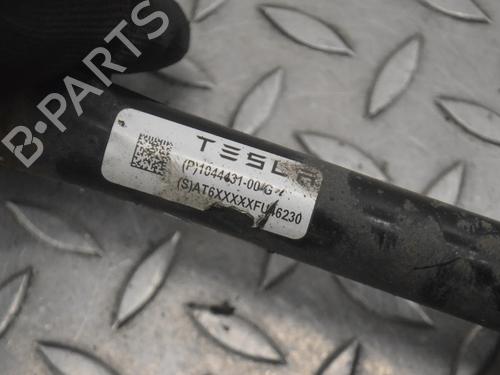 B-PARTS
TESLA
(P)1044431-00-G
(S)AT6XXXXXFU46230